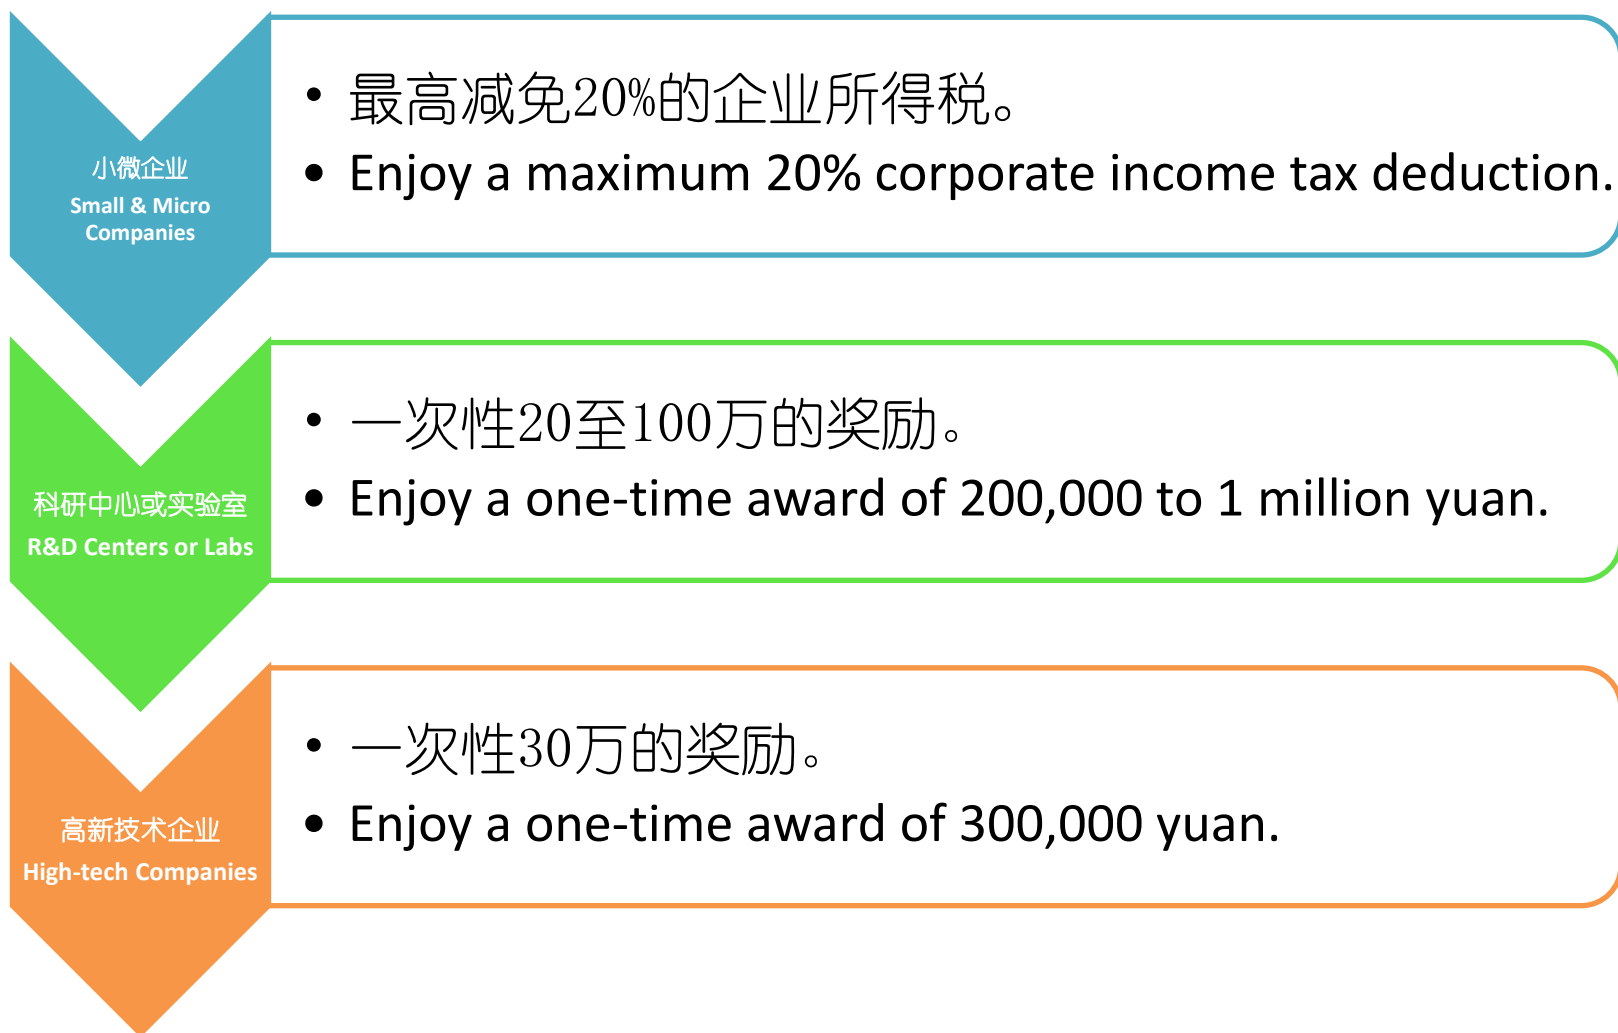 小微企业
Small & Micro
Companies
• 最高减免20%的企业所得税。
• Enjoy a maximum 20% corporate income tax deduction.
科研中心或实验室
R&D Centers or Labs
• 一次性20至100万的奖励。
• Enjoy a one-time award of 200,000 to 1 million yuan.
高新技术企业
High-tech Companies
• 一次性30万的奖励。
• Enjoy a one-time award of 300,000 yuan.